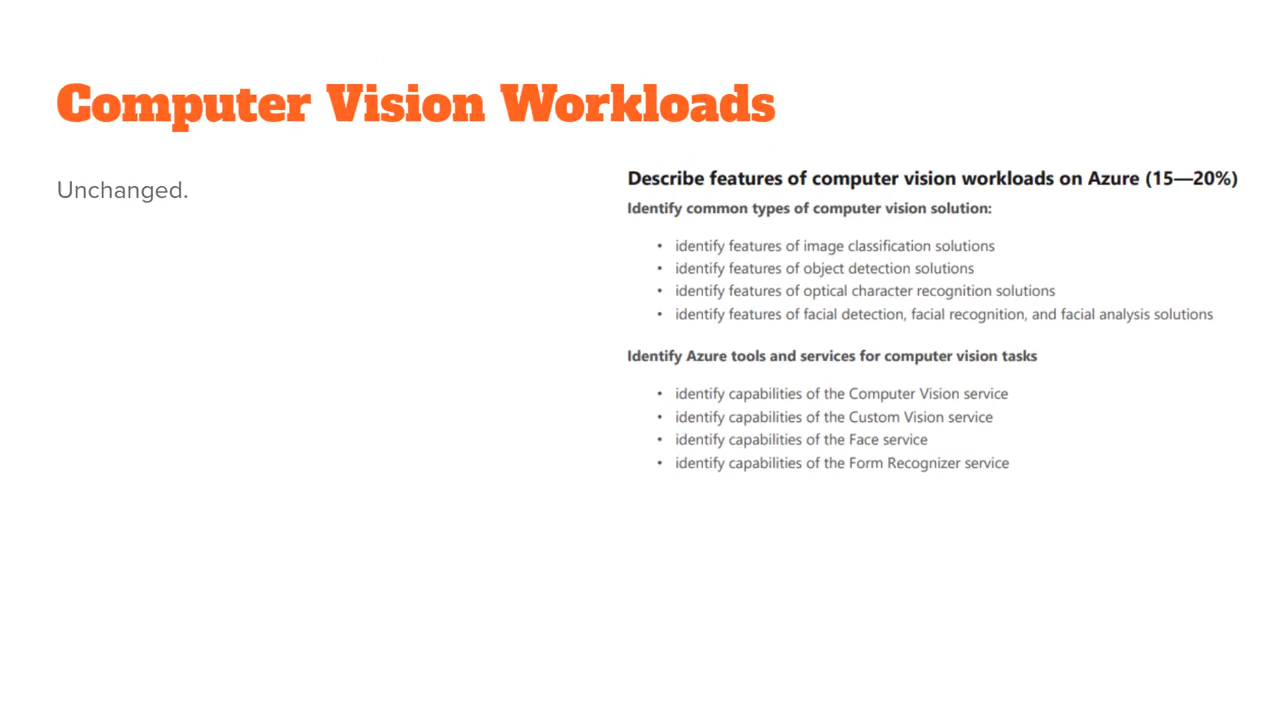 Computer Vision Workloads
Unchanged.
Describe features of computer vision workloads on Azure (15—20%)
Identify common types of computer vision solution:
• identify features of image classification solutions
• identify features of object detection solutions
• identify features of optical character recognition solutions
• identify features of facial detection, facial recognition, and facial analysis solutions
Identify Azure tools and services for computer vision tasks
• identify capabilities of the Computer Vision service
• identify capabilities of the Custom Vision service
• identify capabilities of the Face service
• identify capabilities of the Form Recognizer service